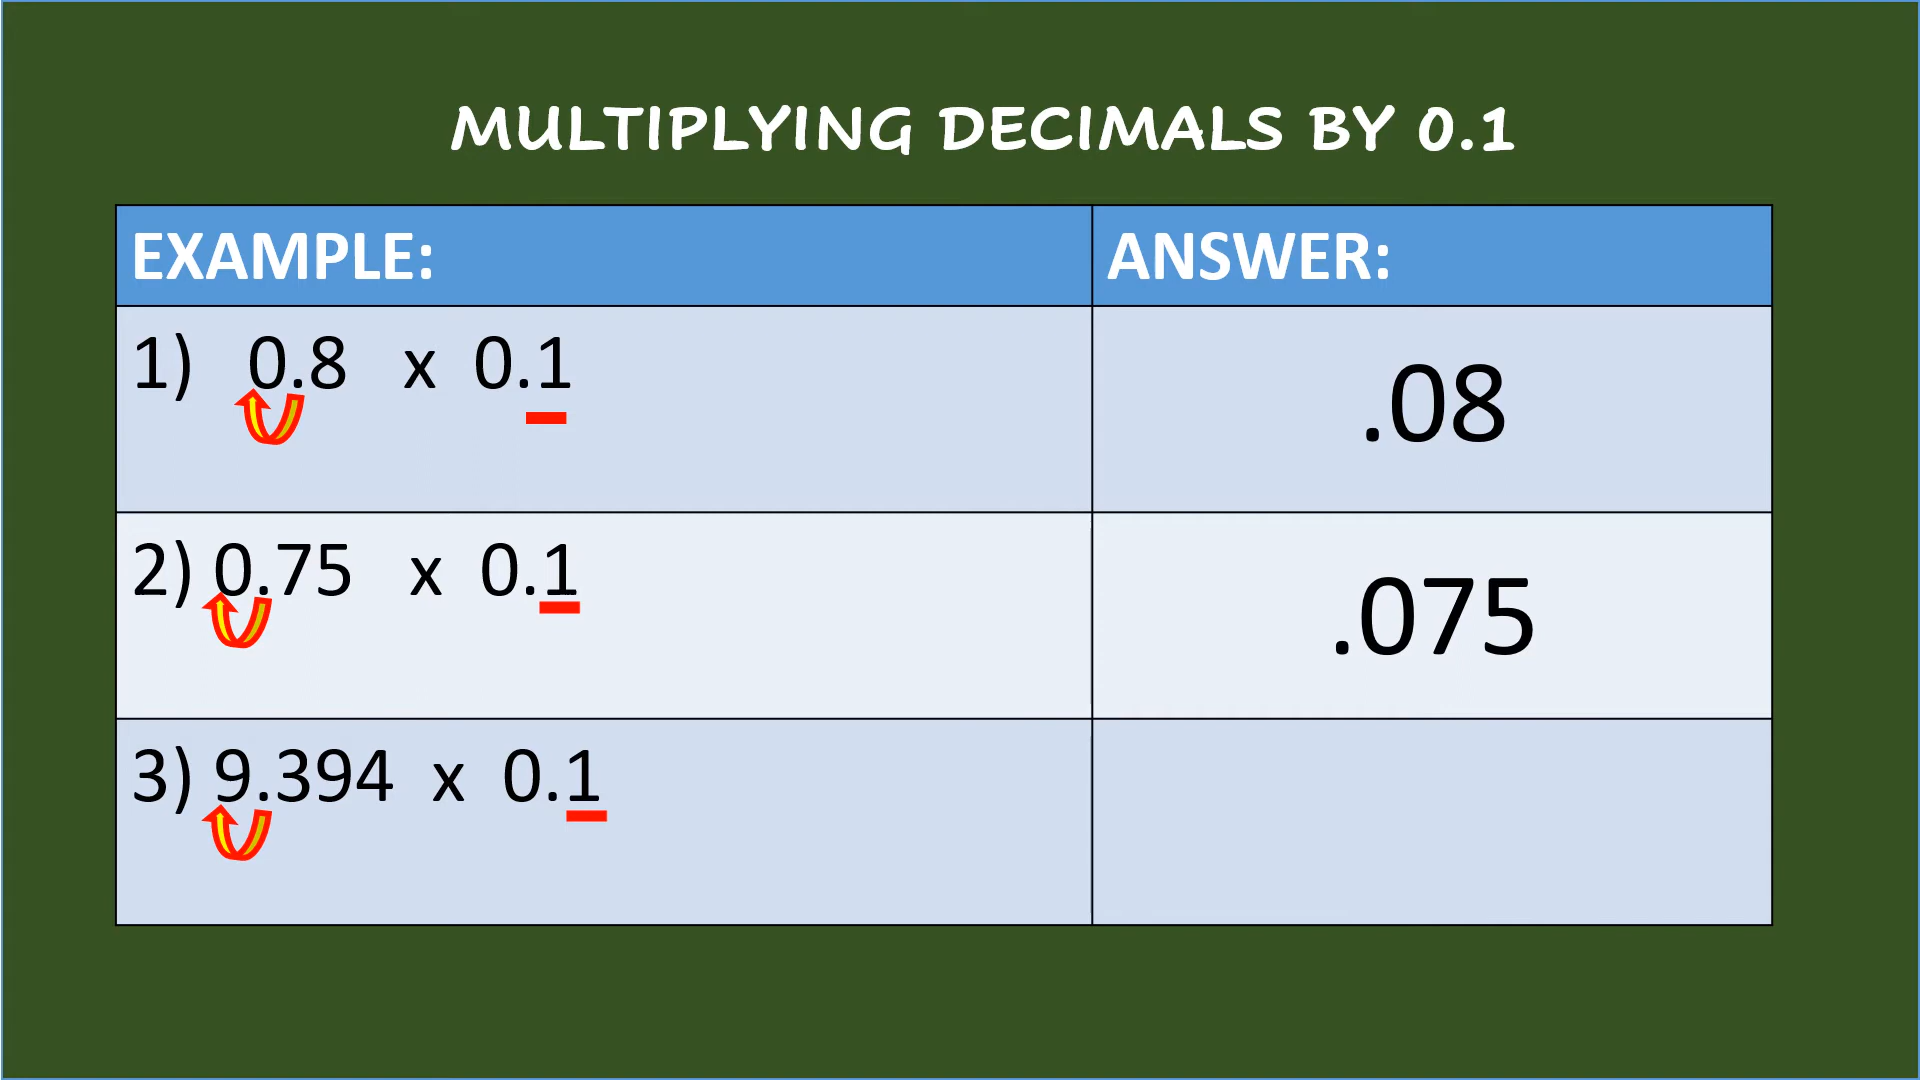 MULTIPLYING DECIMALS BY 0.1
EXAMPLE: ANSWER:
1) 0.8 x 0.1 .08
2) 0.75 x 0.1 .075
3) 9.394 x 0.1